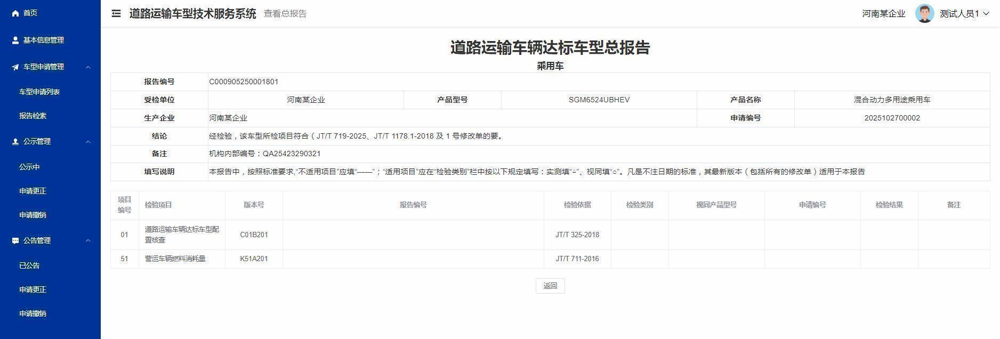 首页
基本信息管理
车型申请管理
车型申请列表
报告检索
公示管理
公示中
申请更正
申请撤销
公告管理
已公告
申请更正
申请撤销
道路运输车型技术服务系统 查看总报告
河南某企业 测试人员1
道路运输车辆达标车型总报告
乘用车
报告编号 C000905250001801
受检单位 河南某企业 产品型号 SGM6524UBHEV 产品名称 混合动力多用途乘用车
生产企业 河南某企业 申请编号 2025102700002
结论 经检验，该车型所检项目符合（JT/T 719-2025、JT/T 1178.1-2018 及 1 号修改单的要。
备注 机构内部编号：QA25423290321
填写说明 本报告中，按照标准要求,“不适用项目”应填“——”；“适用项目”应在“检验类别”栏中按以下规定填写：实测填“△”、视同填“○”。凡是不注日期的标准，其最新版本（包括所有的修改单）适用于本报告
项目编号 检验项目 版本号 报告编号 检验依据 检验类别 视同产品型号 申请编号 检验结果 备注
01 道路运输车辆达标车型配置核查 C01B201 JT/T 325-2018
51 营运车辆燃料消耗量 K51A201 JT/T 711-2016
返回